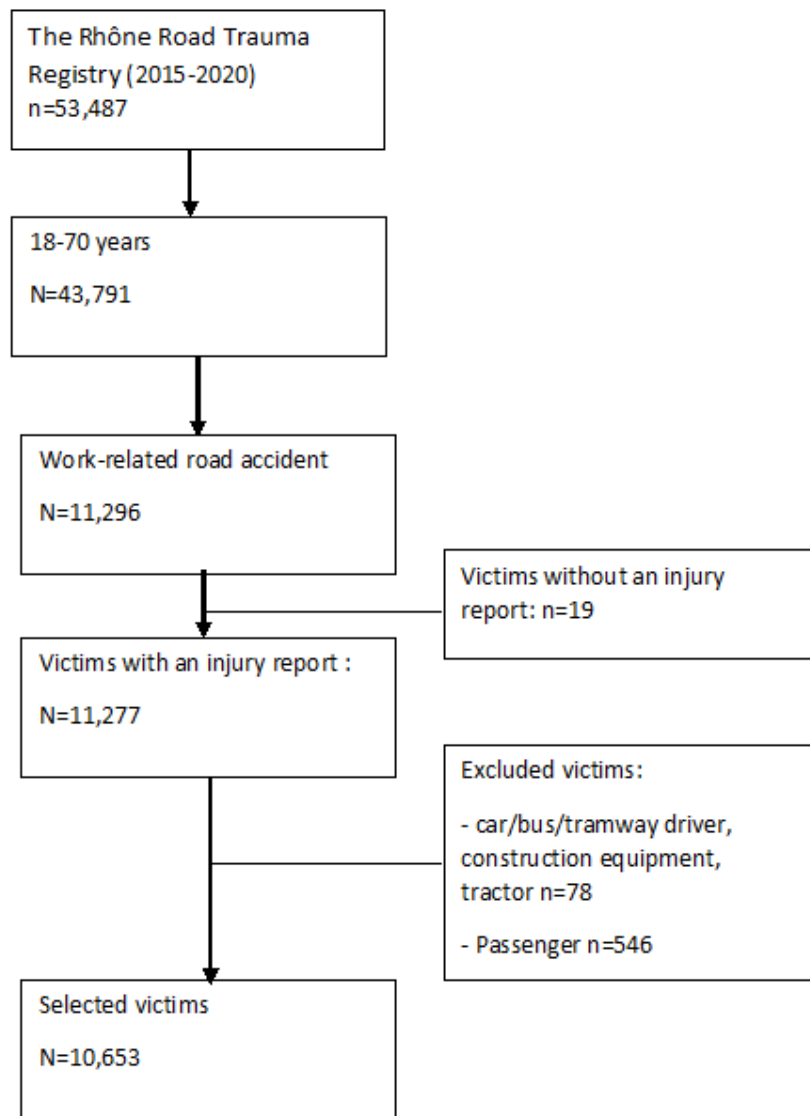 The Rhône Road Trauma
Registry (2015-2020)
n=53,487
18-70 years
N=43,791
Work-related road accident
N=11,296
Victims without an injury
report: n=19
Victims with an injury report :
N=11,277
Excluded victims:
- car/bus/tramway driver,
construction equipment,
tractor n=78
- Passenger n=546
Selected victims
N=10,653